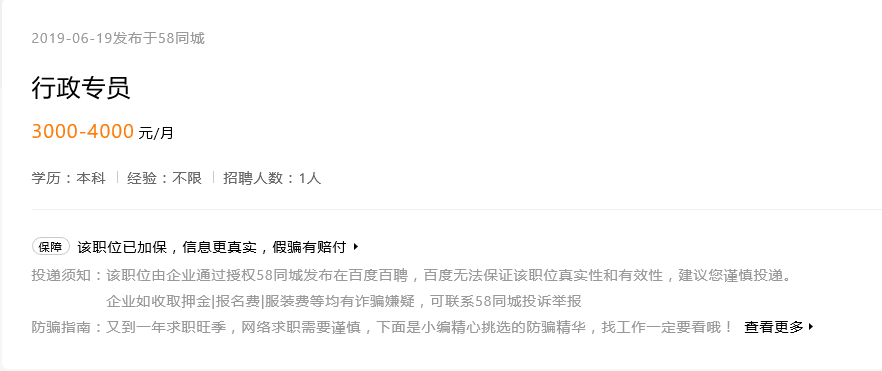 2019-06-19发布于58同城
行政专员
3000-4000 元/月
学历：本科 经验：不限 招聘人数：1人
保障 该职位已加保，信息更真实，假骗有赔付
投递须知：该职位由企业通过授权58同城发布在百度百聘，百度无法保证该职位真实性和有效性，建议您谨慎投递。
企业如收取押金|报名费|服装费等均有诈骗嫌疑，可联系58同城投诉举报
防骗指南：又到一年求职旺季，网络求职需要谨慎，下面是小编精心挑选的防骗精华，找工作一定要看哦！ 查看更多